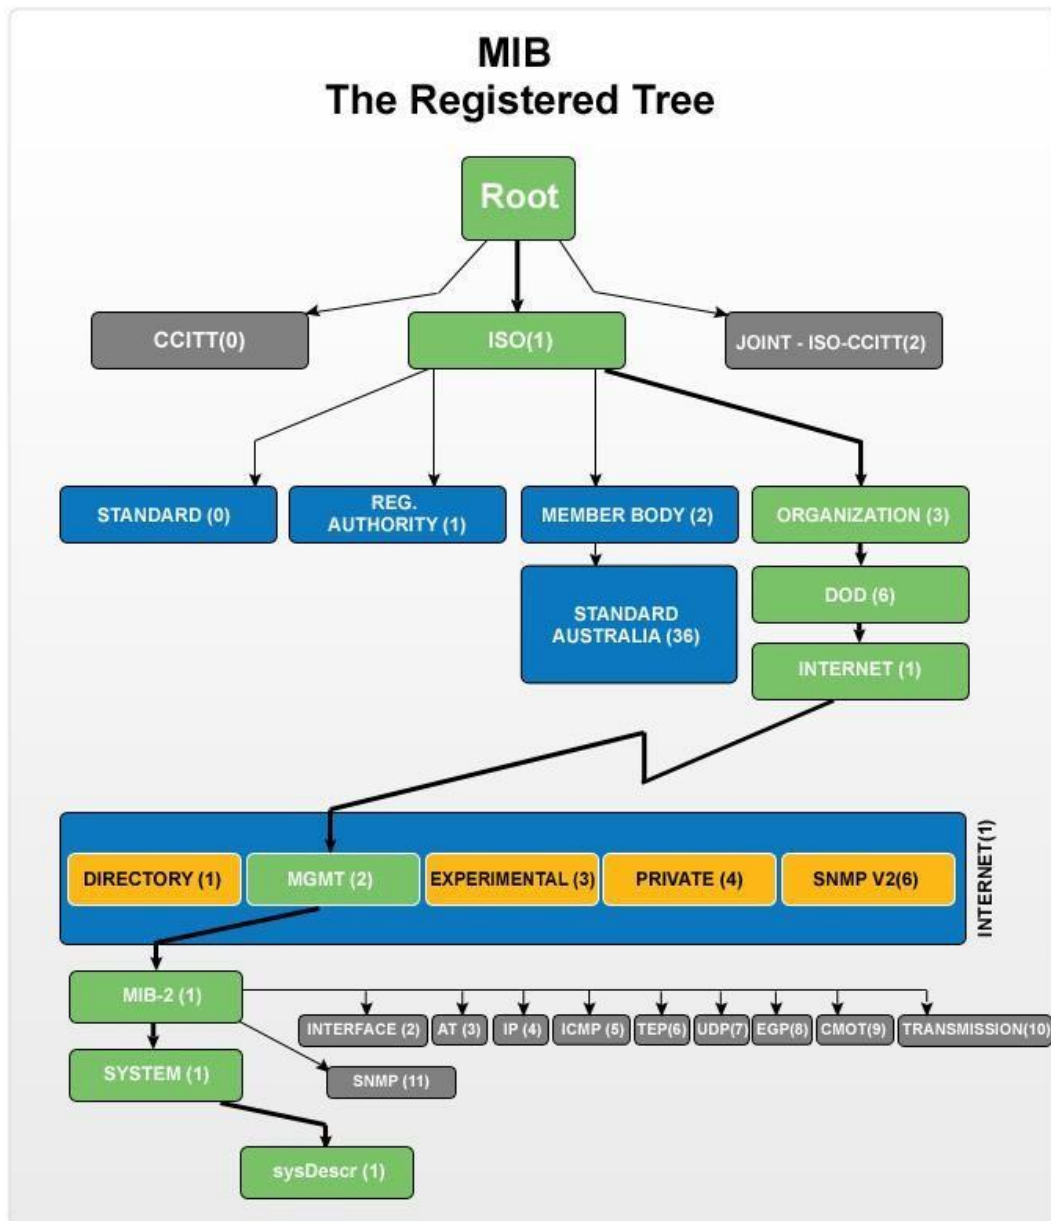 MIB
The Registered Tree
Root
CCITT(0)
ISO(1)
JOINT - ISO-CCITT(2)
STANDARD (0)
REG.
AUTHORITY (1)
MEMBER BODY (2)
ORGANIZATION (3)
STANDARD
AUSTRALIA (36)
DOD (6)
INTERNET (1)
DIRECTORY (1)
MGMT (2)
EXPERIMENTAL (3)
PRIVATE (4)
SNMP V2(6)
INTERNET(1)
MIB-2 (1)
INTERFACE (2)
AT (3)
IP (4)
ICMP (5)
TEP(6)
UDP(7)
EGP(8)
CMOT(9)
TRANSMISSION(10)
SYSTEM (1)
SNMP (11)
sysDescr (1)